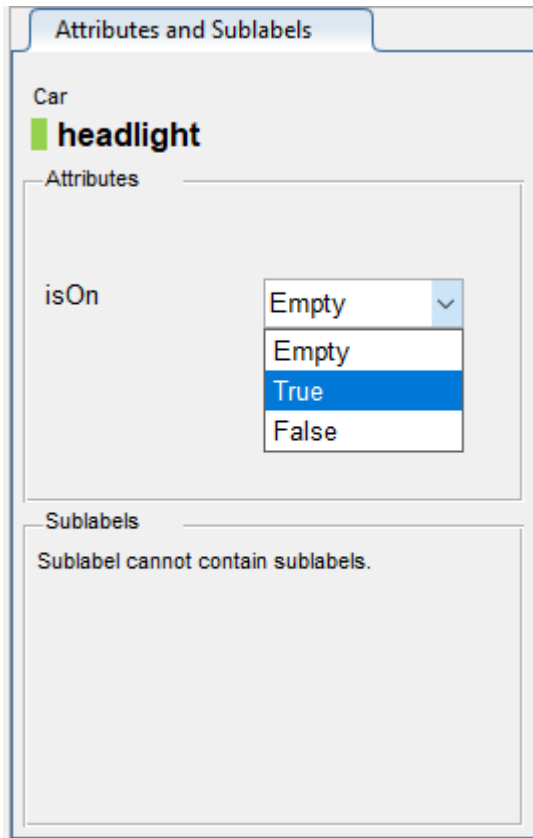 Attributes and Sublabels
Car
headlight
Attributes
isOn
Empty
Empty
True
False
Sublabels
Sublabel cannot contain sublabels.